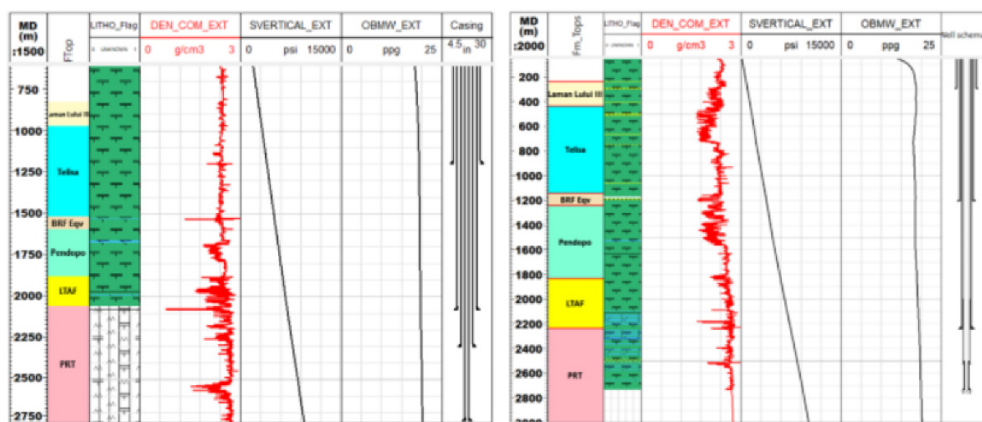 LITHO_Flag DEN_COM_EXT SVERTICAL_EXT OBMW_EXT Casing
MD
(m)
:1500
FTop
0 UNKNOWN 1
0 g/cm3 3
0 psi 15000
0 ppg 25
4.5 in 30
750
1000
1250
1500
1750
2000
2250
2500
2750
Telisa
BRF Eqv
Pendopo
LTAF
PRT
MD
(m)
:2000
Fm_Tops
LITHO_Flag DEN_COM_EXT SVERTICAL_EXT OBMW_EXT
0 g/cm3 3
0 psi 15000
0 ppg 25
200
400
600
800
1000
1200
1400
1600
1800
2000
2200
2400
2600
2800
Telisa
BRF Eqv
Pendopo
LTAF
PRT